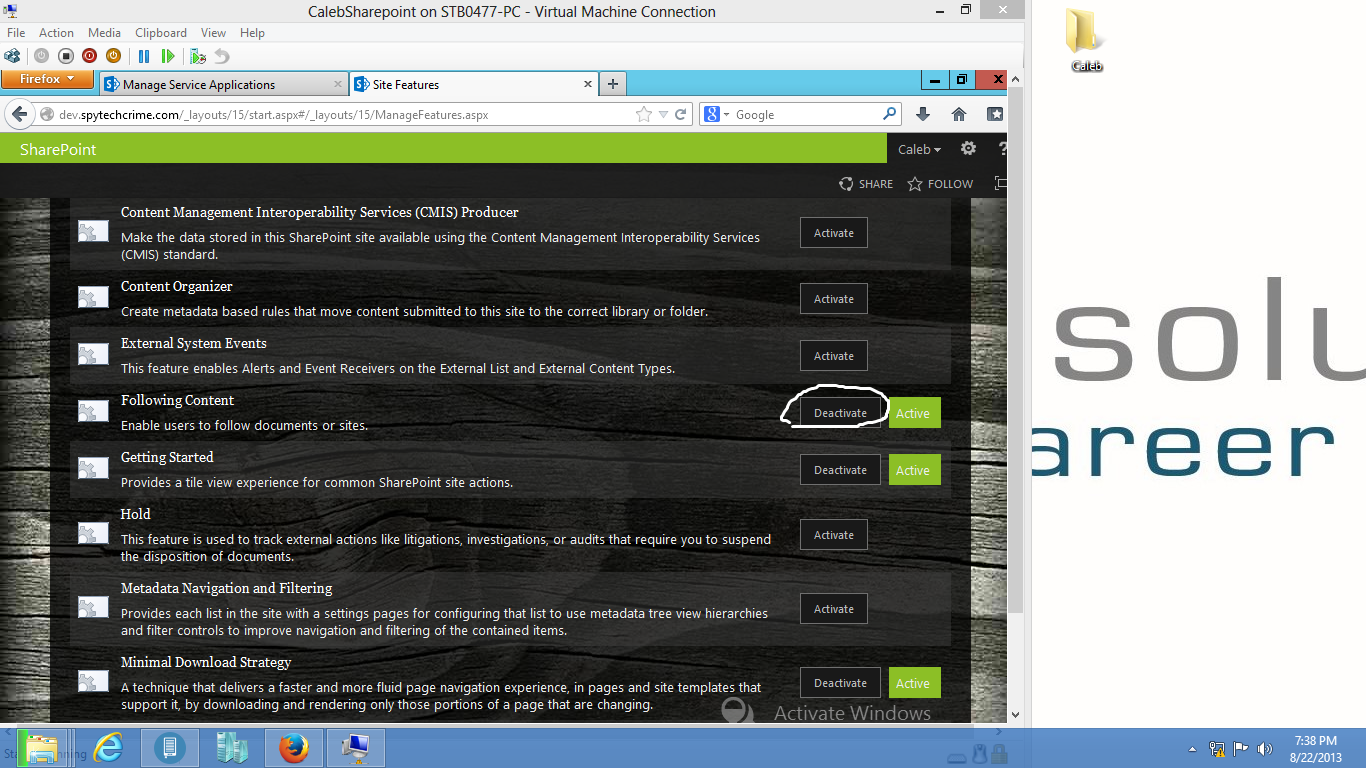 CalebSharepoint on STB0477-PC - Virtual Machine Connection
File Action Media Clipboard View Help
Firefox
Manage Service Applications
Site Features
dev.spytechcrime.com/_layouts/15/start.aspx#/_layouts/15/ManageFeatures.aspx
Google
SharePoint
Caleb
SHARE FOLLOW
Content Management Interoperability Services (CMIS) Producer
Make the data stored in this SharePoint site available using the Content Management Interoperability Services
(CMIS) standard.
Activate
Content Organizer
Create metadata based rules that move content submitted to this site to the correct library or folder.
Activate
External System Events
This feature enables Alerts and Event Receivers on the External List and External Content Types.
Activate
Following Content
Enable users to follow documents or sites.
Deactivate Active
Getting Started
Provides a tile view experience for common SharePoint site actions.
Deactivate Active
Hold
This feature is used to track external actions like litigations, investigations, or audits that require you to suspend
the disposition of documents.
Activate
Metadata Navigation and Filtering
Provides each list in the site with a settings pages for configuring that list to use metadata tree view hierarchies
and filter controls to improve navigation and filtering of the contained items.
Activate
Minimal Download Strategy
A technique that delivers a faster and more fluid page navigation experience, in pages and site templates that
support it, by downloading and rendering only those portions of a page that are changing.
Deactivate Active
Activate Windows
Caleb
solu
areer
7:38 PM
8/22/2013